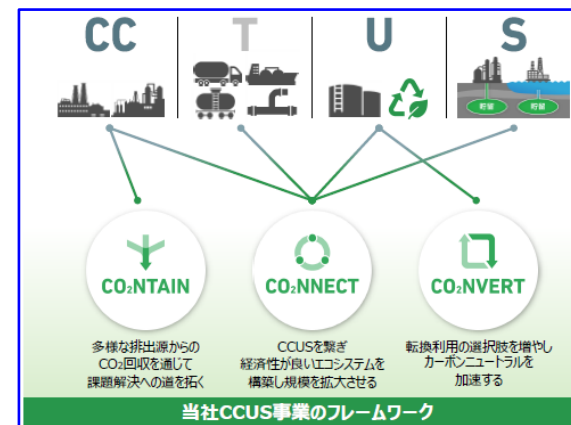 CC T U S
貯留 貯留
CO₂NTAIN CO₂NNECT CO₂NVERT
多様な排出源からの
CO₂回収を通じて
課題解決への道を拓く
CCUSを繋ぎ
経済性が良いエコシステムを
構築し規模を拡大させる
転換利用の選択肢を増やし
カーボンニュートラルを
加速する
当社CCUS事業のフレームワーク